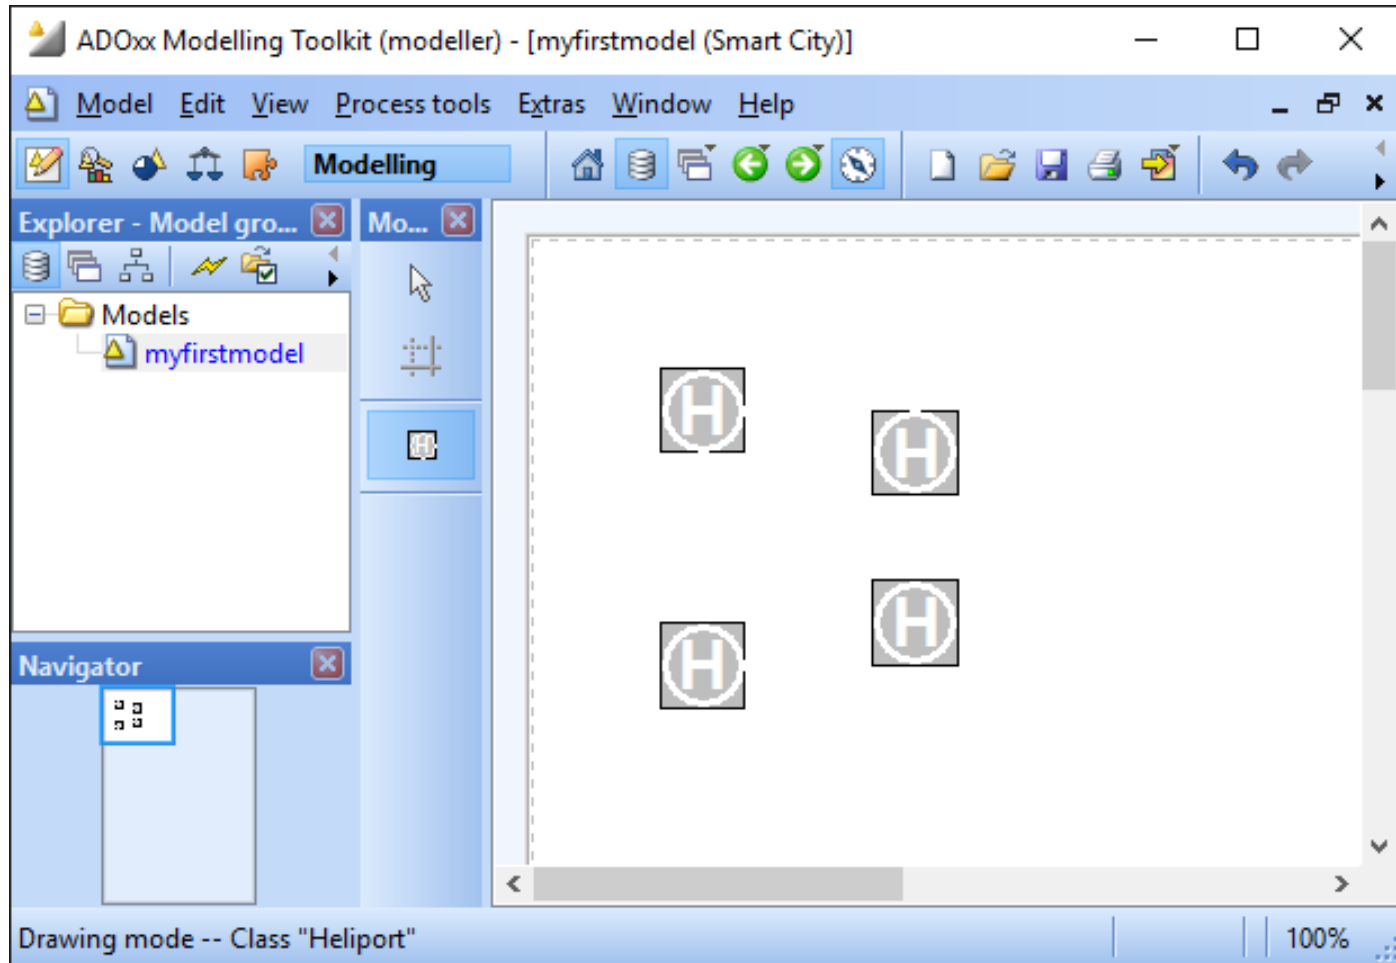 ADOxx Modelling Toolkit (modeller) - [myfirstmodel (Smart City)]
Model Edit View Process tools Extras Window Help
Modelling
Explorer - Model gro...
Mo...
Models
myfirstmodel
H
H
H
H
H
Navigator
Drawing mode -- Class "Heliport"
100%